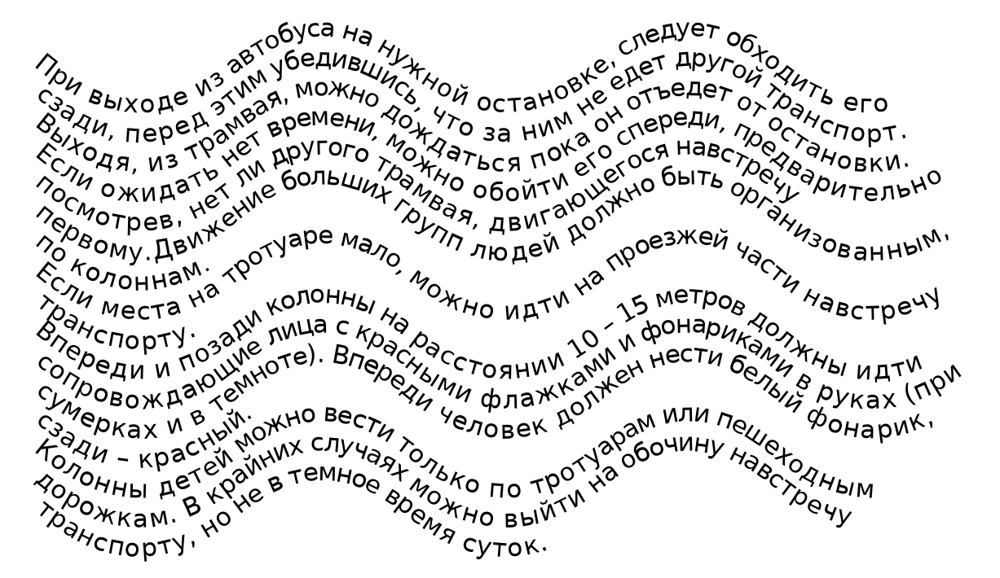 При выходе из автобуса на нужной остановке, следует обходить его
сзади, перед этим убедившись, что за ним не едет другой транспорт.
Выходя, из трамвая, можно дождаться пока он отъедет от остановки.
Если ожидать нет времени, можно обойти его спереди, предварительно
посмотрев, нет ли другого трамвая, двигающегося навстречу
первому.Движение больших групп людей должно быть организованным,
по колоннам.
Если места на тротуаре мало, можно идти на проезжей части навстречу
транспорту.
Впереди и позади колонны на расстоянии 10 – 15 метров должны идти
сопровождающие лица с красными флажками и фонариками в руках (при
сумерках и в темноте). Впереди человек должен нести белый фонарик,
сзади – красный.
Колонны детей можно вести только по тротуарам или пешеходным
дорожкам. В крайних случаях можно выйти на обочину навстречу
транспорту, но не в темное время суток.